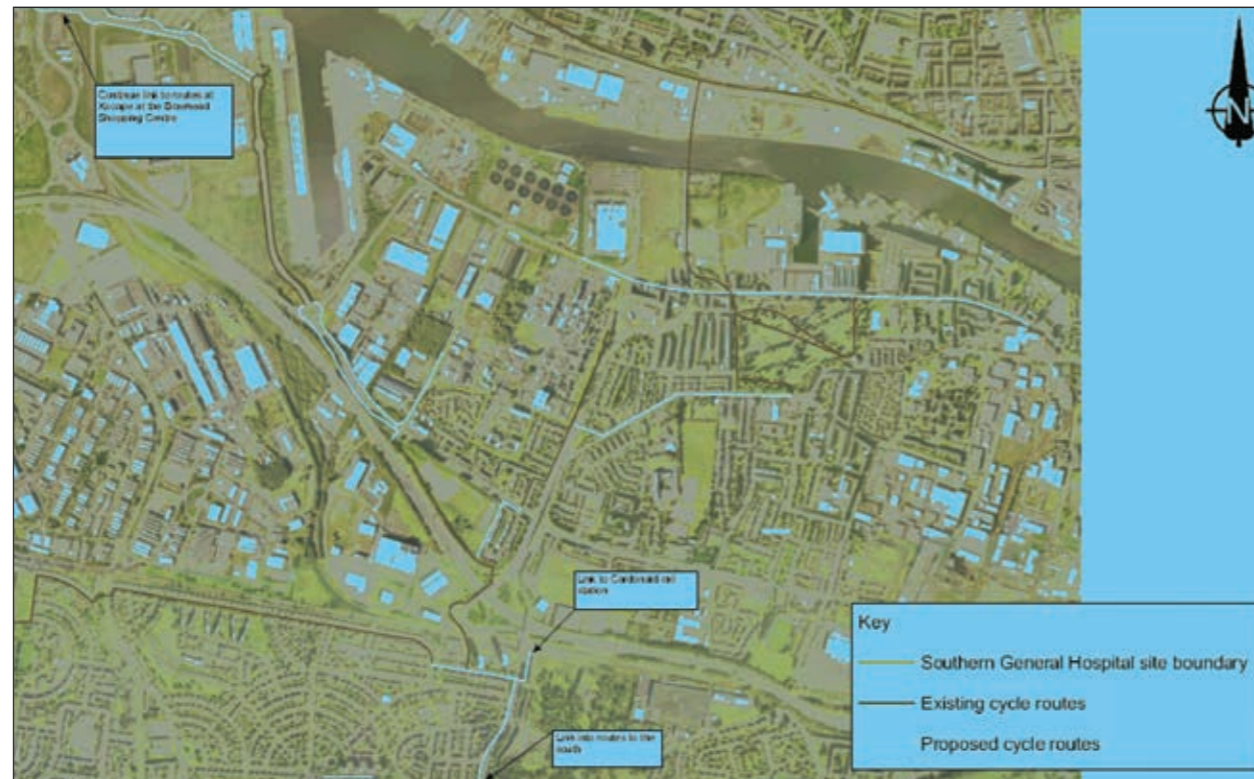 Continue link to routes at
Xscape at the Braehead
Shopping Centre
N
Link to Cardonald rail
station
Key
Southern General Hospital site boundary
Existing cycle routes
Proposed cycle routes
Link into routes to the
south